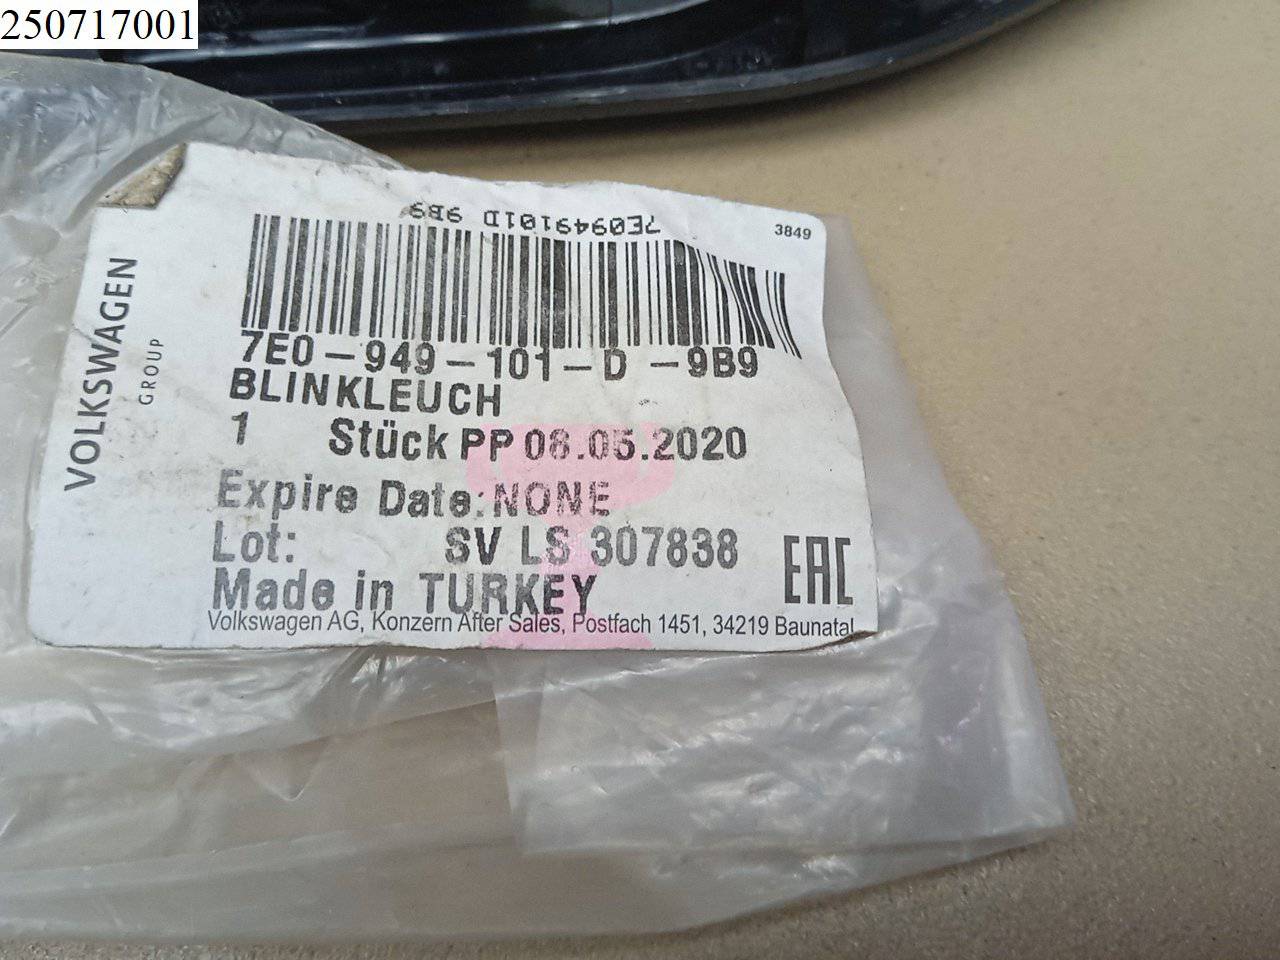 250717001
7E0949101D 9B9
3849
VOLKSWAGEN
GROUP
7E0-949-101-D -9B9
BLINKLEUCH
1 Stück PP 08.05.2020
Expire Date: NONE
Lot: SV LS 307838
Made in TURKEY
EAC
Volkswagen AG, Konzern After Sales, Postfach 1451, 34219 Baunatal